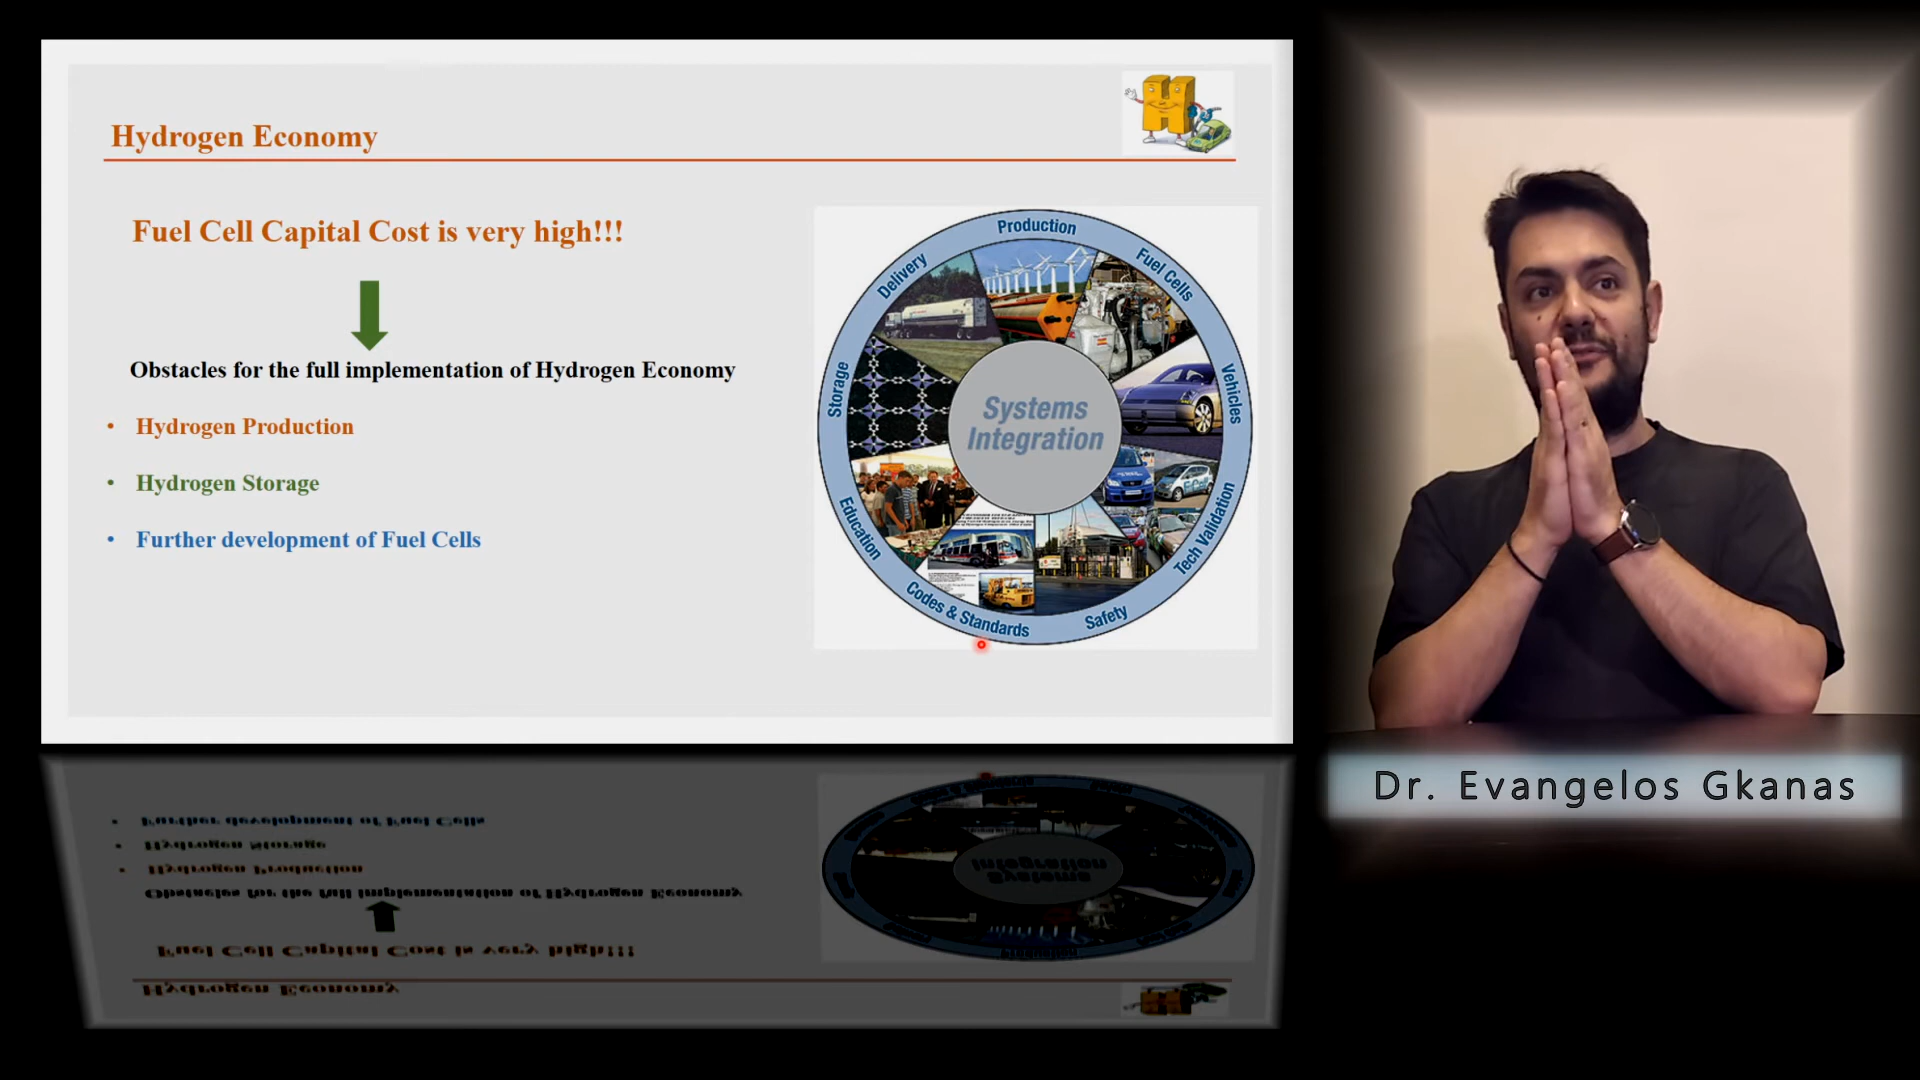 Hydrogen Economy
Fuel Cell Capital Cost is very high!!!
Obstacles for the full implementation of Hydrogen Economy
• Hydrogen Production
• Hydrogen Storage
• Further development of Fuel Cells
Production
Fuel Cells
Vehicles
Tech Validation
Safety
Codes & Standards
Education
Storage
Delivery
Systems
Integration
Dr. Evangelos Gkanas